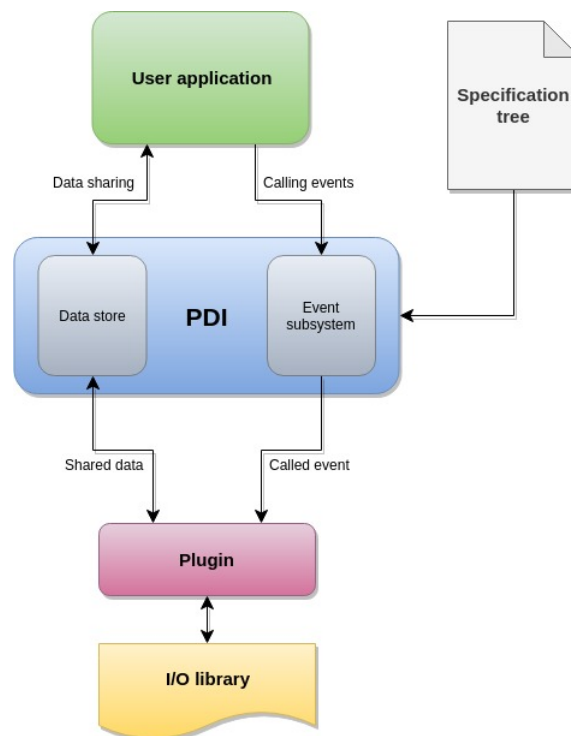 User application
Specification
tree
Data sharing
Calling events
Data store
PDI
Event
subsystem
Shared data
Called event
Plugin
I/O library